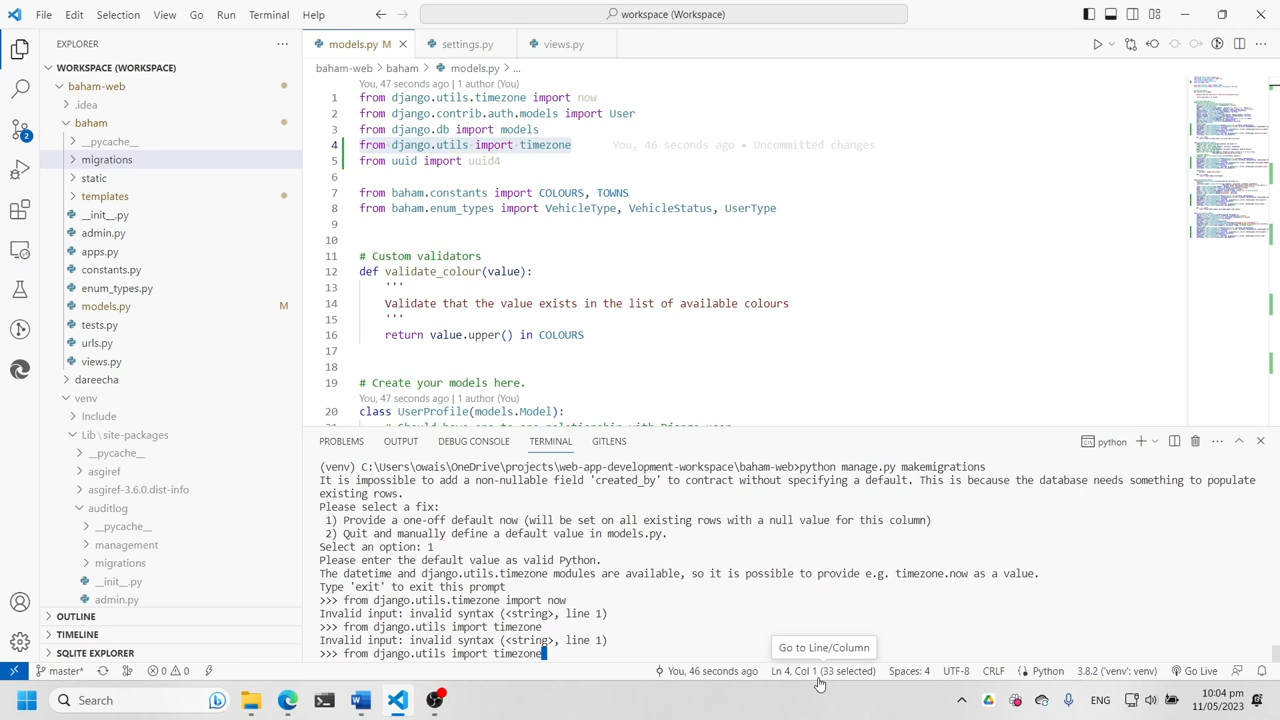 File Edit Selection View Go Run Terminal Help
workspace (Workspace)
EXPLORER
WORKSPACE (WORKSPACE)
baham-web
.idea
baham
__pycache__
migrations
static
templates
__init__.py
admin.py
apps.py
constants.py
enum_types.py
models.py M
tests.py
urls.py
views.py
dareecha
venv
Include
Lib \ site-packages
__pycache__
asgiref
asgiref-3.6.0.dist-info
auditlog
__pycache__
management
migrations
__init__.py
admin.py
OUTLINE
TIMELINE
SQLITE EXPLORER
models.py M settings.py views.py
baham-web > baham > models.py > ...
You, 47 seconds ago | 1 author (You)
1 from django.utils.timezone import now
2 from django.contrib.auth.models import User
3 from django.db import models
4 from django.utils import timezone You, 46 seconds ago • Uncommitted changes
5 from uuid import uuid4
6
7 from baham.constants import COLOURS, TOWNS
8 from baham.enum_types import VehicleType, VehicleStatus, UserType
9
10
11 # Custom validators
12 def validate_colour(value):
13 '''
14 Validate that the value exists in the list of available colours
15 '''
16 return value.upper() in COLOURS
17
18
19 # Create your models here.
You, 47 seconds ago | 1 author (You)
20 class UserProfile(models.Model):
PROBLEMS OUTPUT DEBUG CONSOLE TERMINAL GITLENS
python
(venv) C:\Users\owais\OneDrive\projects\web-app-development-workspace\baham-web>python manage.py makemigrations
It is impossible to add a non-nullable field 'created_by' to contract without specifying a default. This is because the database needs something to populate
existing rows.
Please select a fix:
1) Provide a one-off default now (will be set on all existing rows with a null value for this column)
2) Quit and manually define a default value in models.py.
Select an option: 1
Please enter the default value as valid Python.
The datetime and django.utils.timezone modules are available, so it is possible to provide e.g. timezone.now as a value.
Type 'exit' to exit this prompt
>>> from django.utils.timezone import now
Invalid input: invalid syntax (<string>, line 1)
>>> from django.utils import timezone
Invalid input: invalid syntax (<string>, line 1)
>>> from django.utils import timezone
Go to Line/Column
master* 0 0 You, 46 seconds ago Ln 4, Col 1 (33 selected) Spaces: 4 UTF-8 CRLF Python 3.8.2 ('venv': venv) Go Live
2
Search
ENG
10:04 pm
11/05/2023